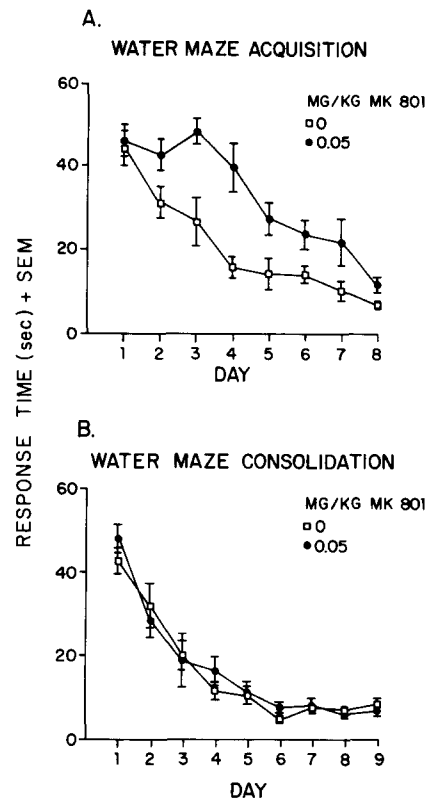 A.
WATER MAZE ACQUISITION
MG/KG MK 801
0
0.05
60
40
20
0
1 2 3 4 5 6 7 8
DAY
RESPONSE TIME (sec) + SEM
B.
WATER MAZE CONSOLIDATION
MG/KG MK 801
0
0.05
60
40
20
0
1 2 3 4 5 6 7 8 9
DAY